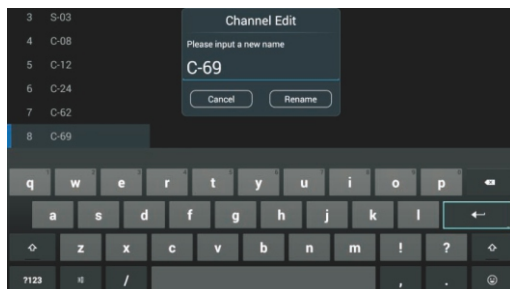 3 S-03
4 C-08
5 C-12
6 C-24
7 C-62
8 C-69
Channel Edit
Please input a new name
C-69
Cancel Rename
q w e r t y u i o p
a s d f g h j k l
z x c v b n m ! ?
?123 / , .